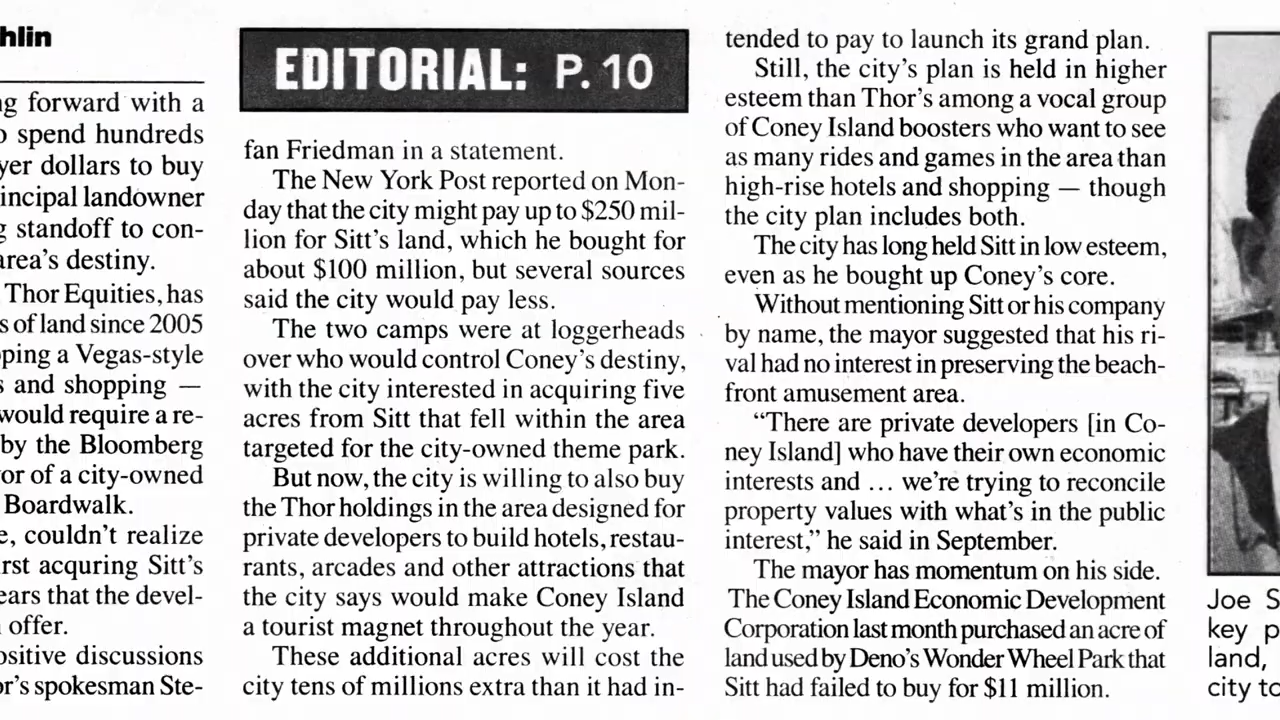 hlin
ng forward with a
o spend hundreds
yer dollars to buy
incipal landowner
g standoff to con-
area's destiny.
Thor Equities, has
s of land since 2005
pping a Vegas-style
s and shopping —
would require a re-
by the Bloomberg
vor of a city-owned
Boardwalk.
e, couldn't realize
irst acquring Sitt's
ears that the devel-
offer.
ositive discussions
or's spokesman Ste-
EDITORIAL: P. 10
fan Friedman in a statement.
The New York Post reported on Mon-
day that the city might pay up to $250 mil-
lion for Sitt's land, which he bought for
about $100 million, but several sources
said the city would pay less.
The two camps were at loggerheads
over who would control Coney's destiny,
with the city interested in acquiring five
acres from Sitt that fell within the area
targeted for the city-owned theme park.
But now, the city is willing to also buy
the Thor holdings in the area designed for
private developers to build hotels, restau-
rants, arcades and other attractions that
the city says would make Coney Island
a tourist magnet throughout the year.
These additional acres will cost the
city tens of millions extra than it had in-
tended to pay to launch its grand plan.
Still, the city's plan is held in higher
esteem than Thor's among a vocal group
of Coney Island boosters who want to see
as many rides and games in the area than
high-rise hotels and shopping — though
the city plan includes both.
The city has long held Sitt in low esteem,
even as he bought up Coney's core.
Without mentioning Sitt or his company
by name, the mayor suggested that his ri-
val had no interest in preserving the beach-
front amusement area.
"There are private developers [in Co-
ney Island] who have their own economic
interests and … we're trying to reconcile
property values with what's in the public
interest," he said in September.
The mayor has momentum on his side.
The Coney Island Economic Development
Corporation last month purchased an acre of
land used by Deno's Wonder Wheel Park that
Sitt had failed to buy for $11 million.
Joe S
key p
land,
city to